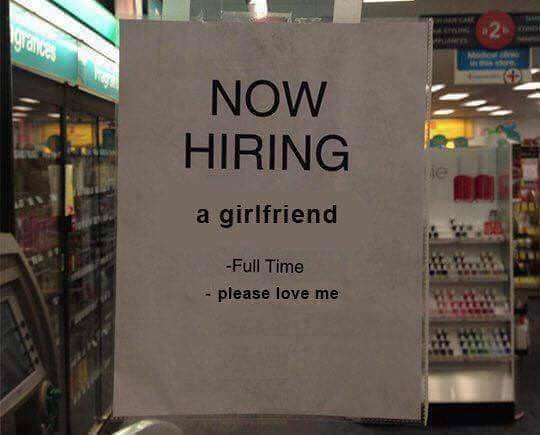 grances
NOW
HIRING
a girlfriend
-Full Time
- please love me
2
Medical clinic
in this store.